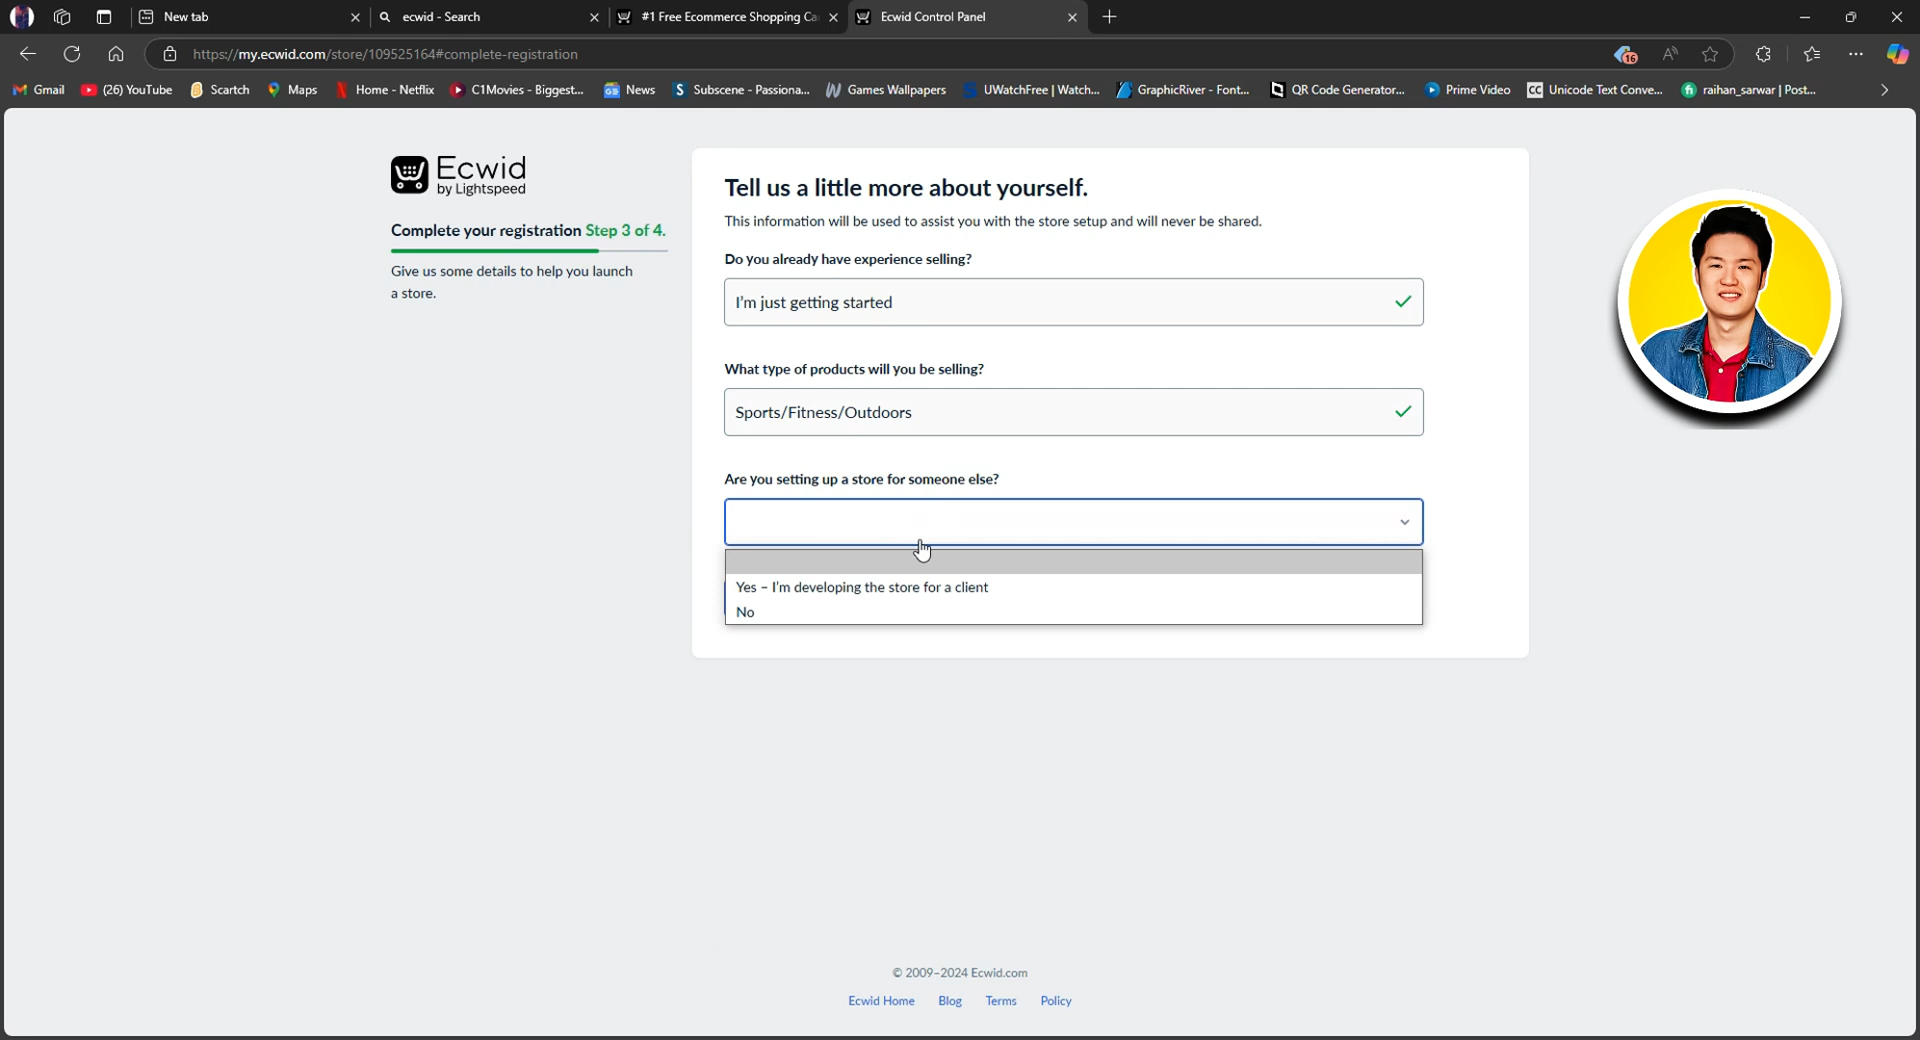 New tab
ecwid - Search
#1 Free Ecommerce Shopping Ca
Ecwid Control Panel
https://my.ecwid.com/store/109525164#complete-registration
16
Gmail
(26) YouTube
Scartch
Maps
Home - Netflix
C1Movies - Biggest...
News
Subscene - Passiona...
Games Wallpapers
UWatchFree | Watch...
GraphicRiver - Font...
QR Code Generator...
Prime Video
CC Unicode Text Conve...
raihan_sarwar | Post...
Ecwid
by Lightspeed
Complete your registration Step 3 of 4.
Give us some details to help you launch
a store.
Tell us a little more about yourself.
This information will be used to assist you with the store setup and will never be shared.
Do you already have experience selling?
I'm just getting started
What type of products will you be selling?
Sports/Fitness/Outdoors
Are you setting up a store for someone else?
Yes – I'm developing the store for a client
No
© 2009–2024 Ecwid.com
Ecwid Home Blog Terms Policy